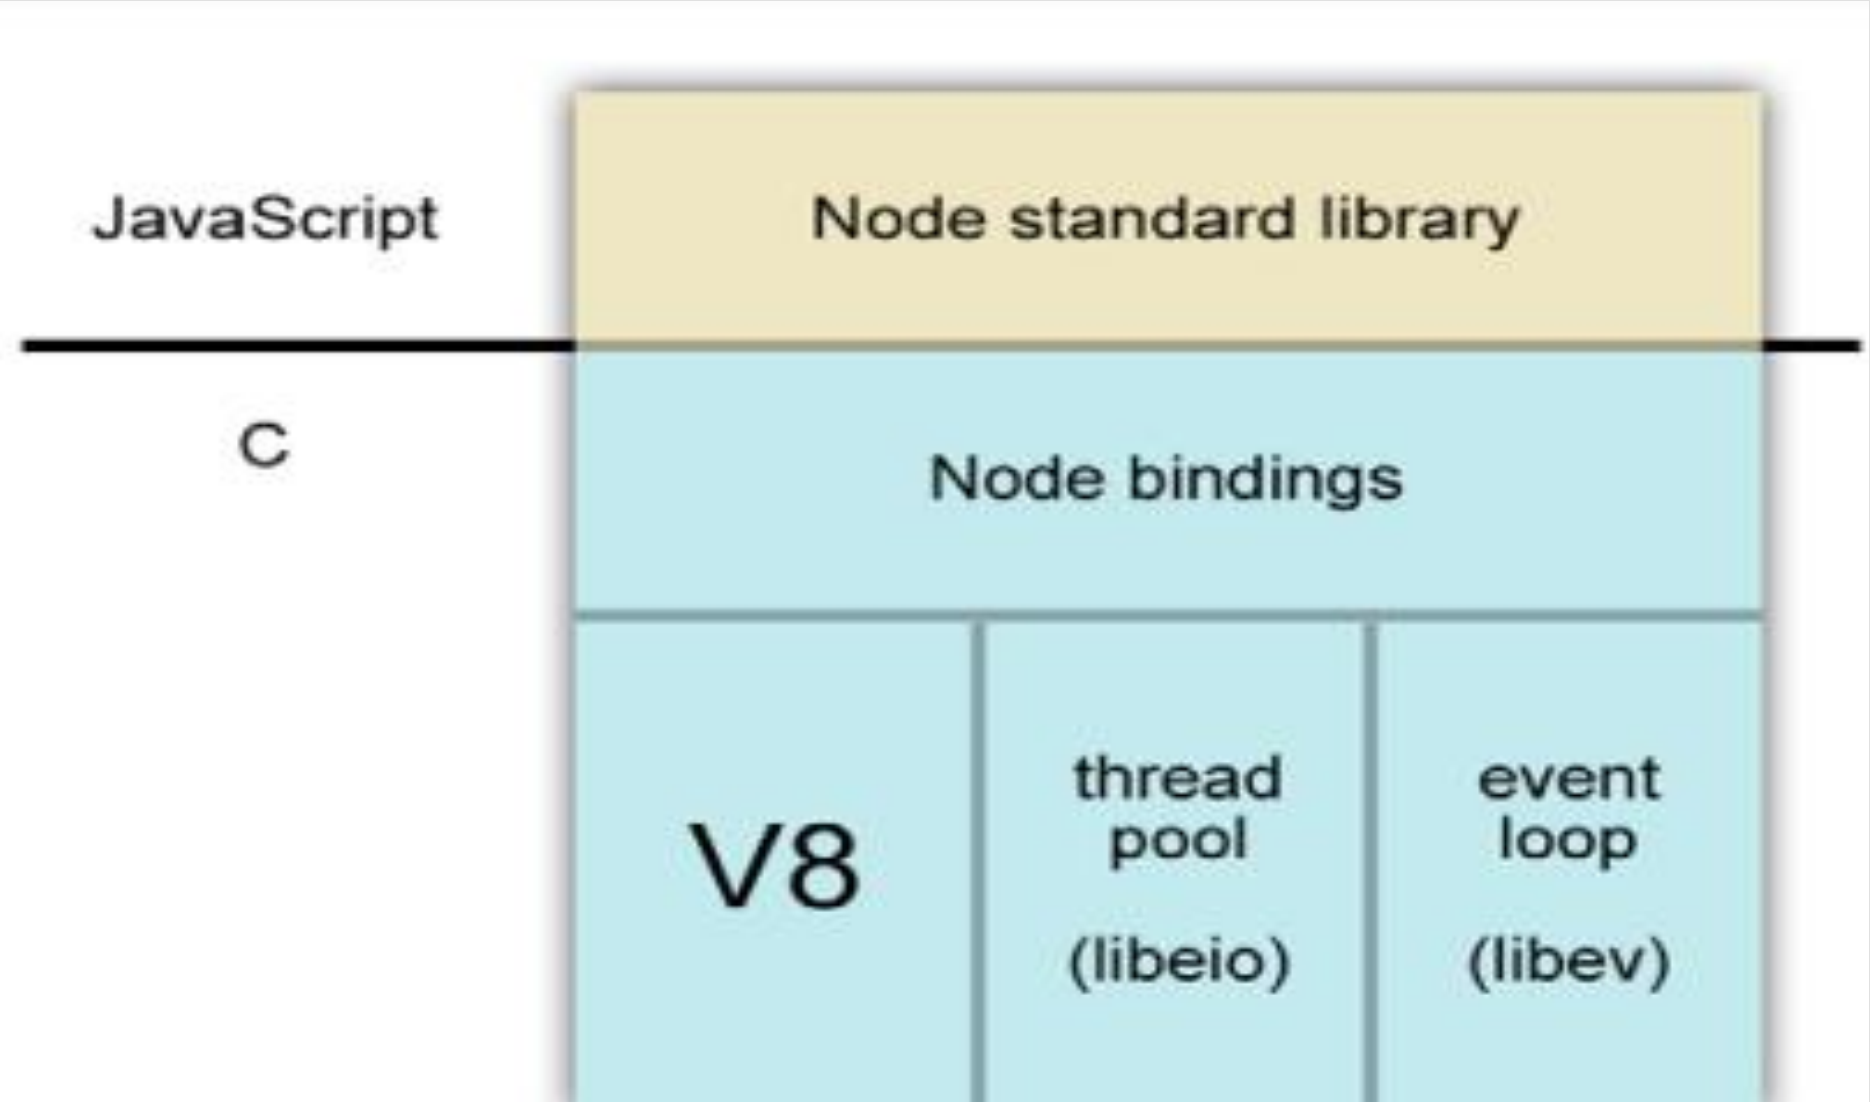 JavaScript
Node standard library
C
Node bindings
V8
thread
pool
(libeio)
event
loop
(libev)